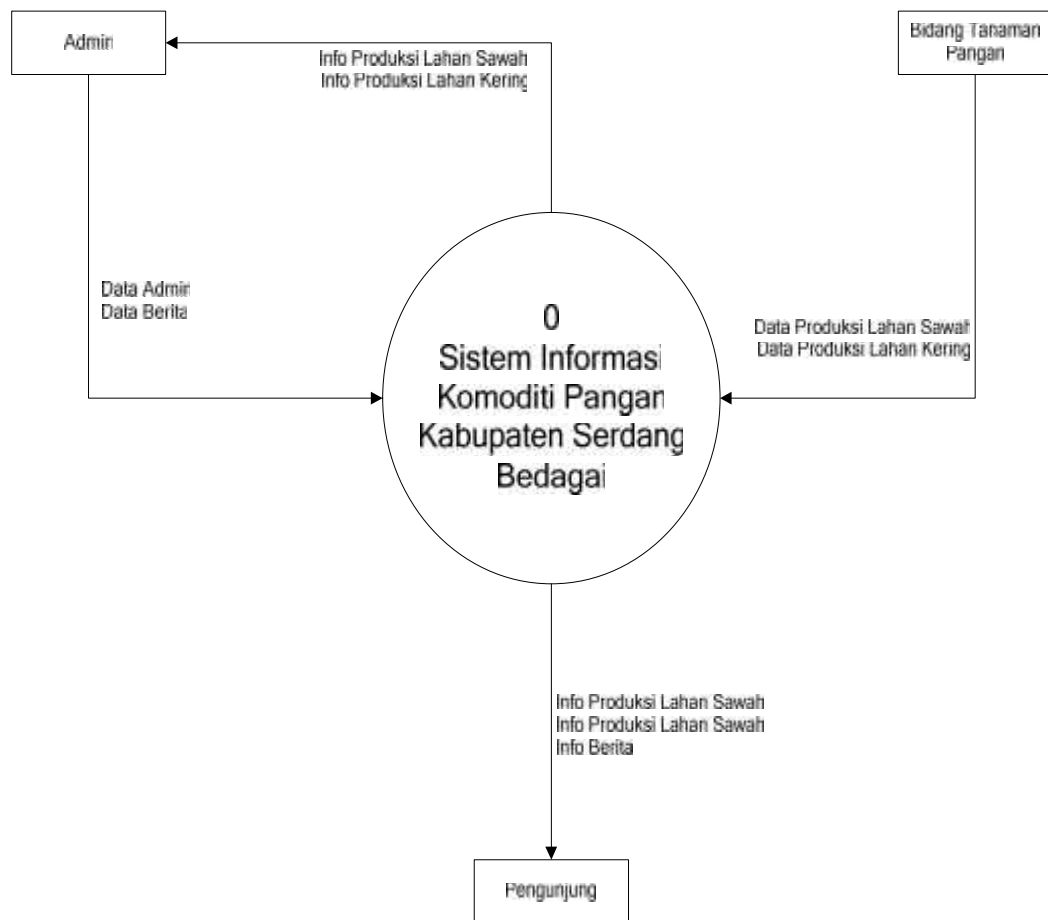 Admin
Bidang Tanaman
Pangan
Info Produksi Lahan Sawah
Info Produksi Lahan Kering
Data Admin
Data Berita
0
Sistem Informasi
Komoditi Pangan
Kabupaten Serdang
Bedagai
Data Produksi Lahan Sawah
Data Produksi Lahan Kering
Info Produksi Lahan Sawah
Info Produksi Lahan Sawah
Info Berita
Pengunjung